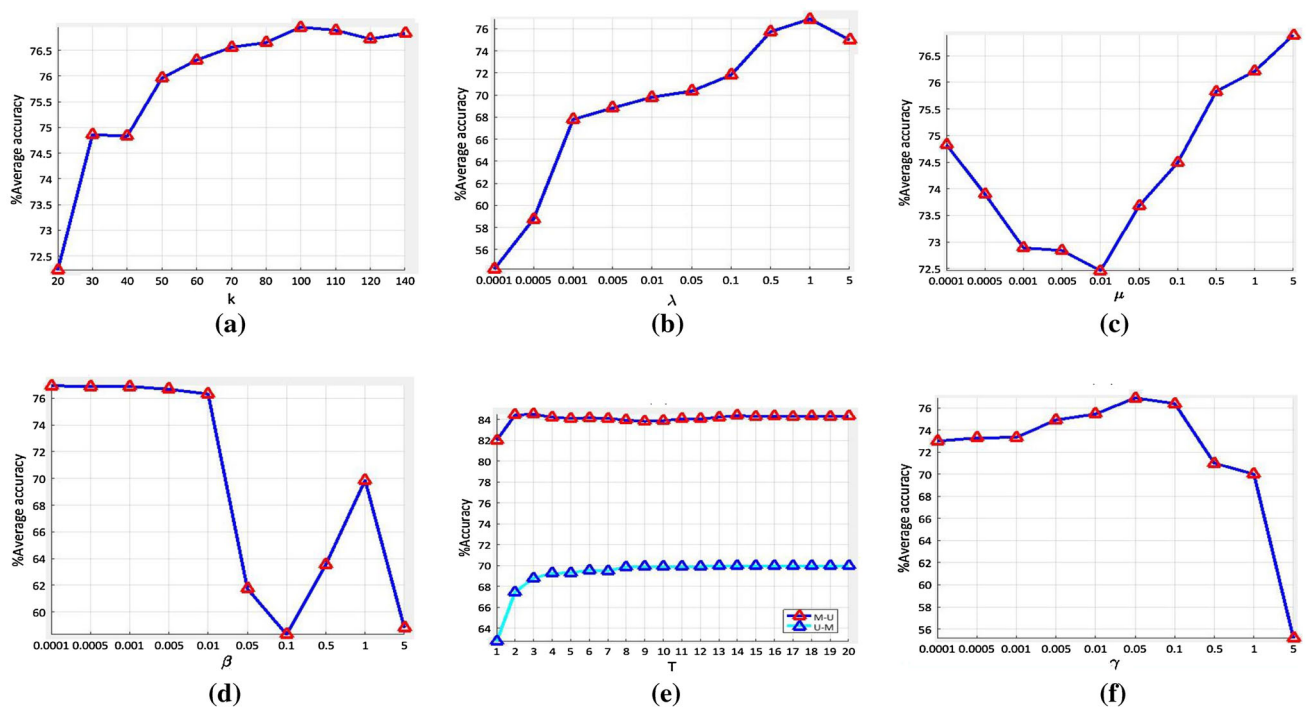 %Average accuracy
76.5
76
75.5
75
74.5
74
73.5
73
72.5
20 30 40 50 60 70 80 100 110 120 140
k
(a)
%Average accuracy
76
74
72
70
68
66
64
62
60
58
56
0.0001 0.0005 0.001 0.005 0.01 0.05 0.1 0.5 1 5
λ
(b)
%Average accuracy
76.5
76
75.5
75
74.5
74
73.5
73
72.5
0.0001 0.0005 0.001 0.005 0.01 0.05 0.1 0.5 1 5
μ
(c)
%Average accuracy
76
74
72
70
68
66
64
62
60
0.0001 0.0005 0.001 0.005 0.01 0.05 0.1 0.5 1 5
β
(d)
%Accuracy
84
82
80
78
76
74
72
70
68
66
64
1 2 3 4 5 6 7 8 9 10 11 12 13 14 15 16 17 18 19 20
T
M-U
U-M
(e)
%Average accuracy
76
74
72
70
68
66
64
62
60
58
56
0.0001 0.0005 0.001 0.005 0.01 0.05 0.1 0.5 1 5
γ
(f)